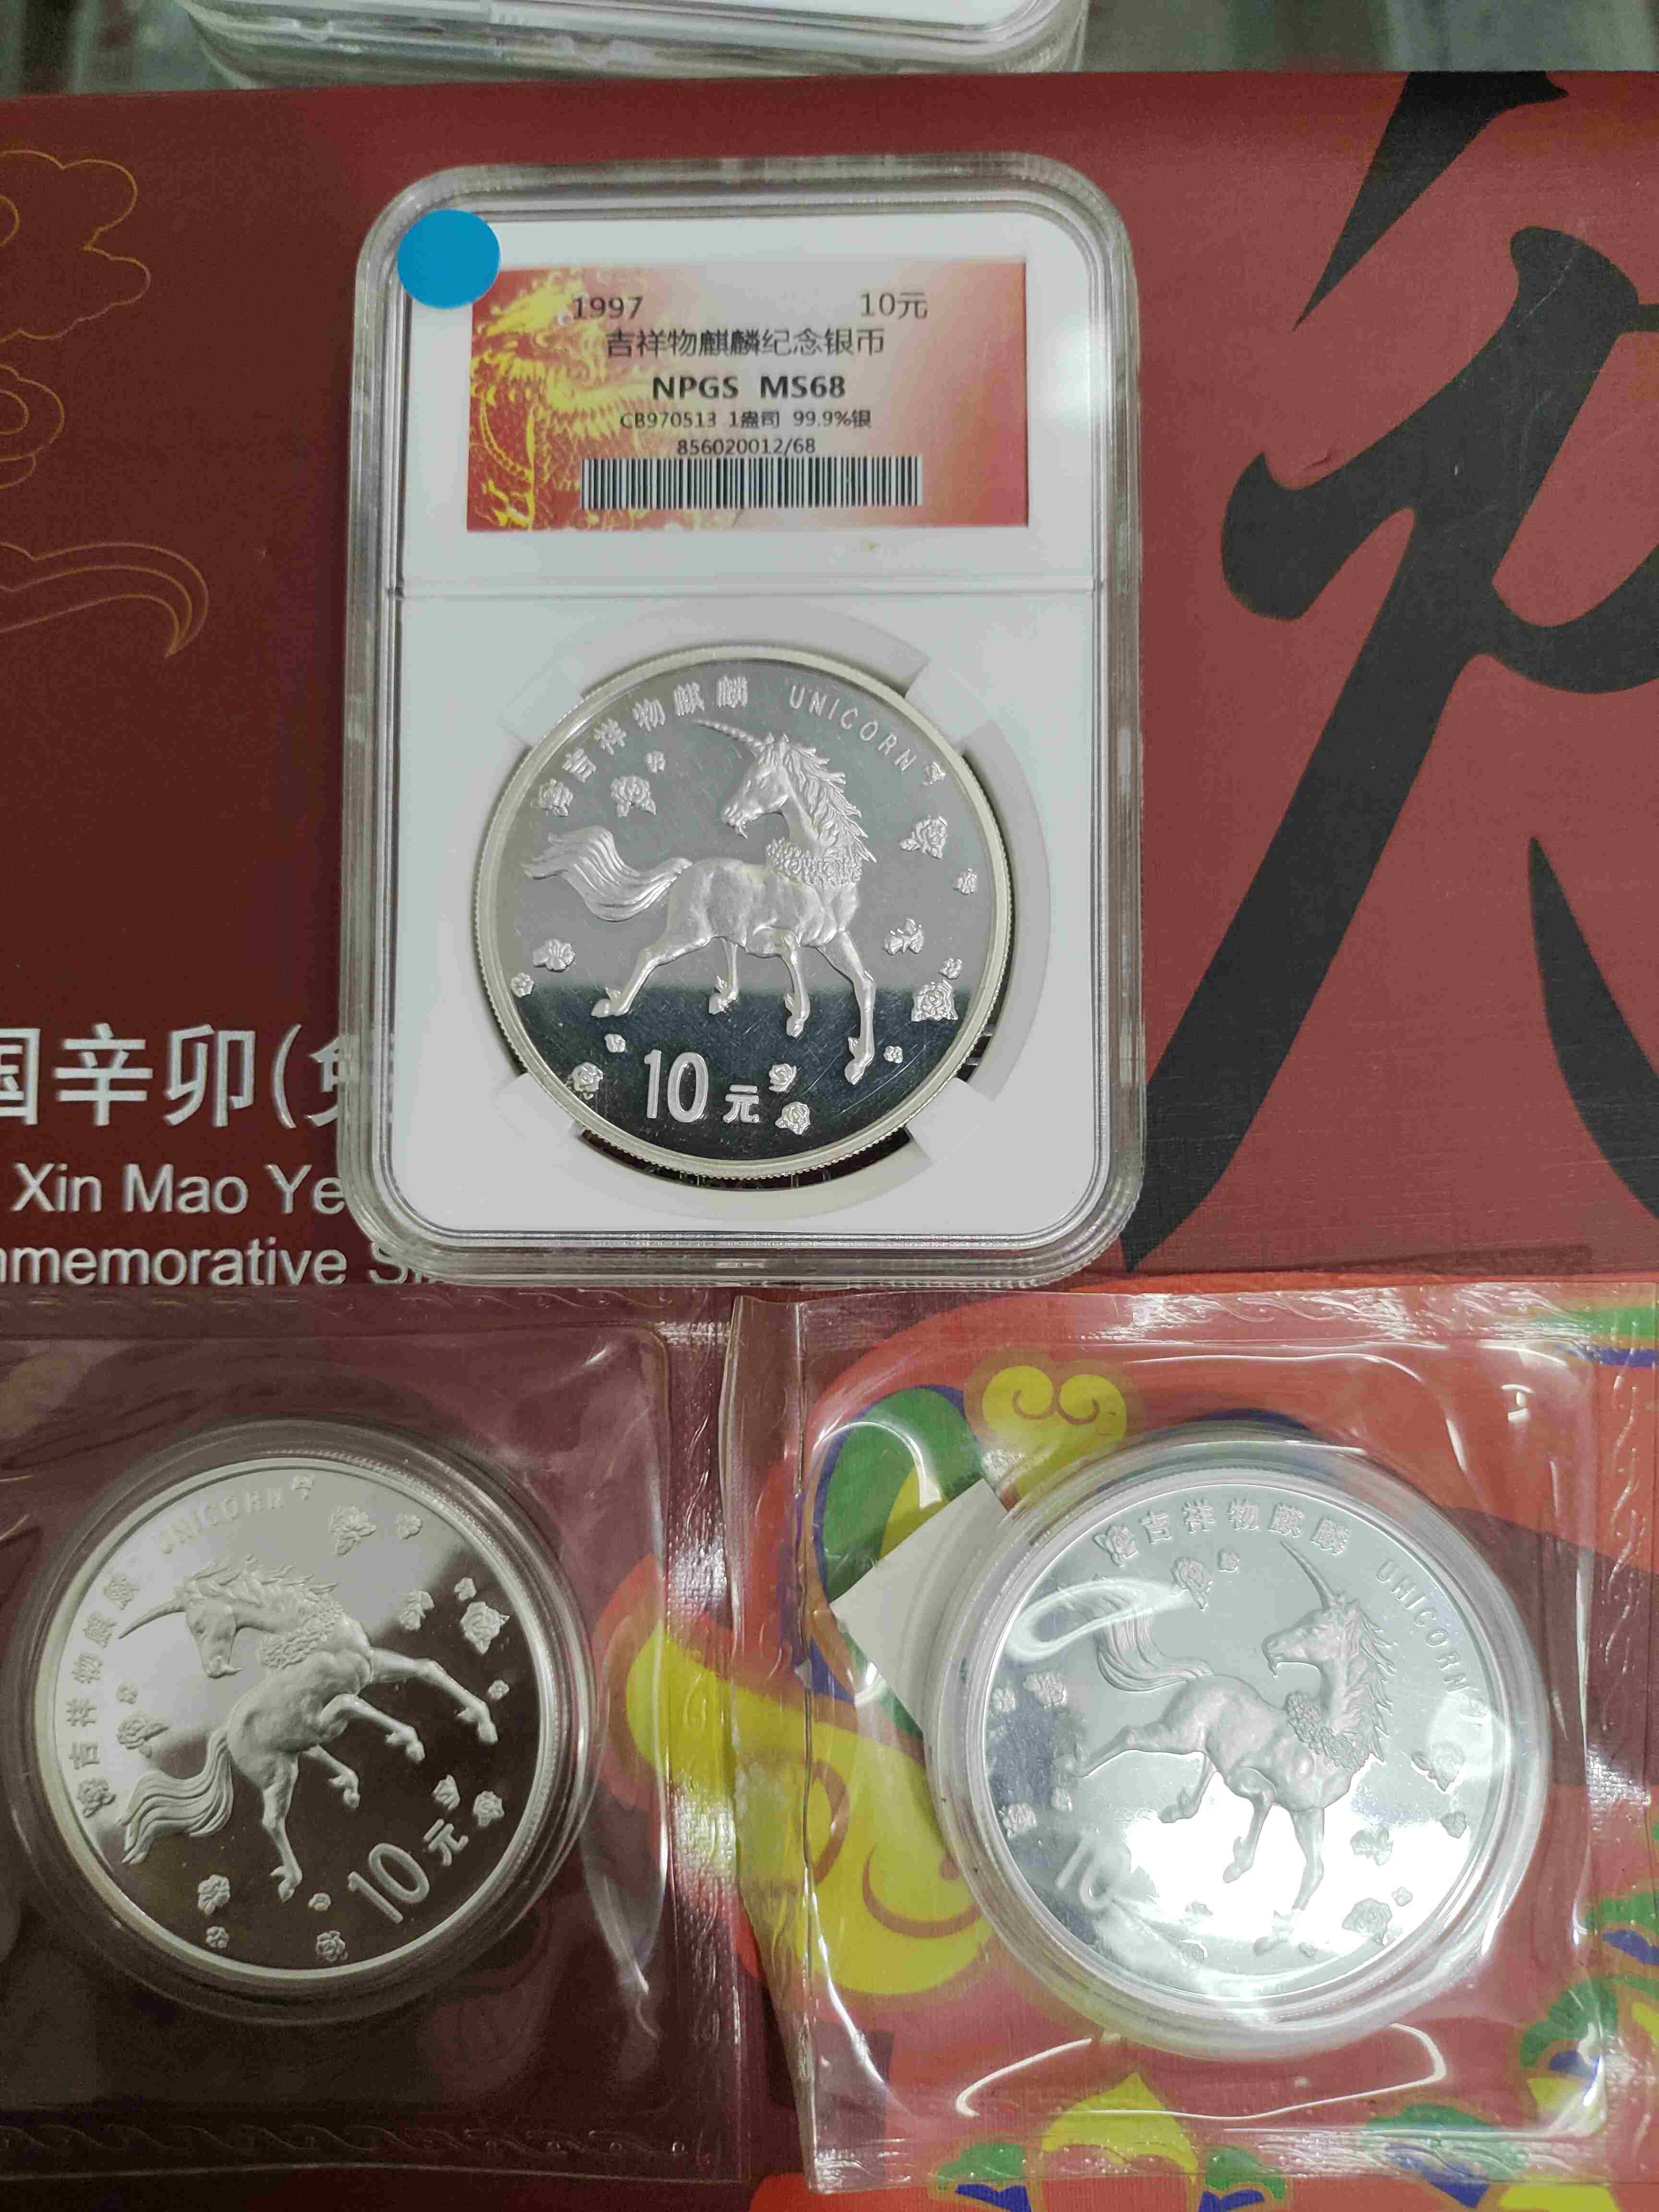 1997 10元
吉祥物麒麟纪念银币
NPGS MS68
CB970513 1盎司 99.9%银
856020012/68
吉祥物麒麟 UNICORN
10元
国辛卯(
Xin Mao Ye
mmemorative S
吉祥物麒麟 UNICORN
10元
吉祥物麒麟 UNICORN
10